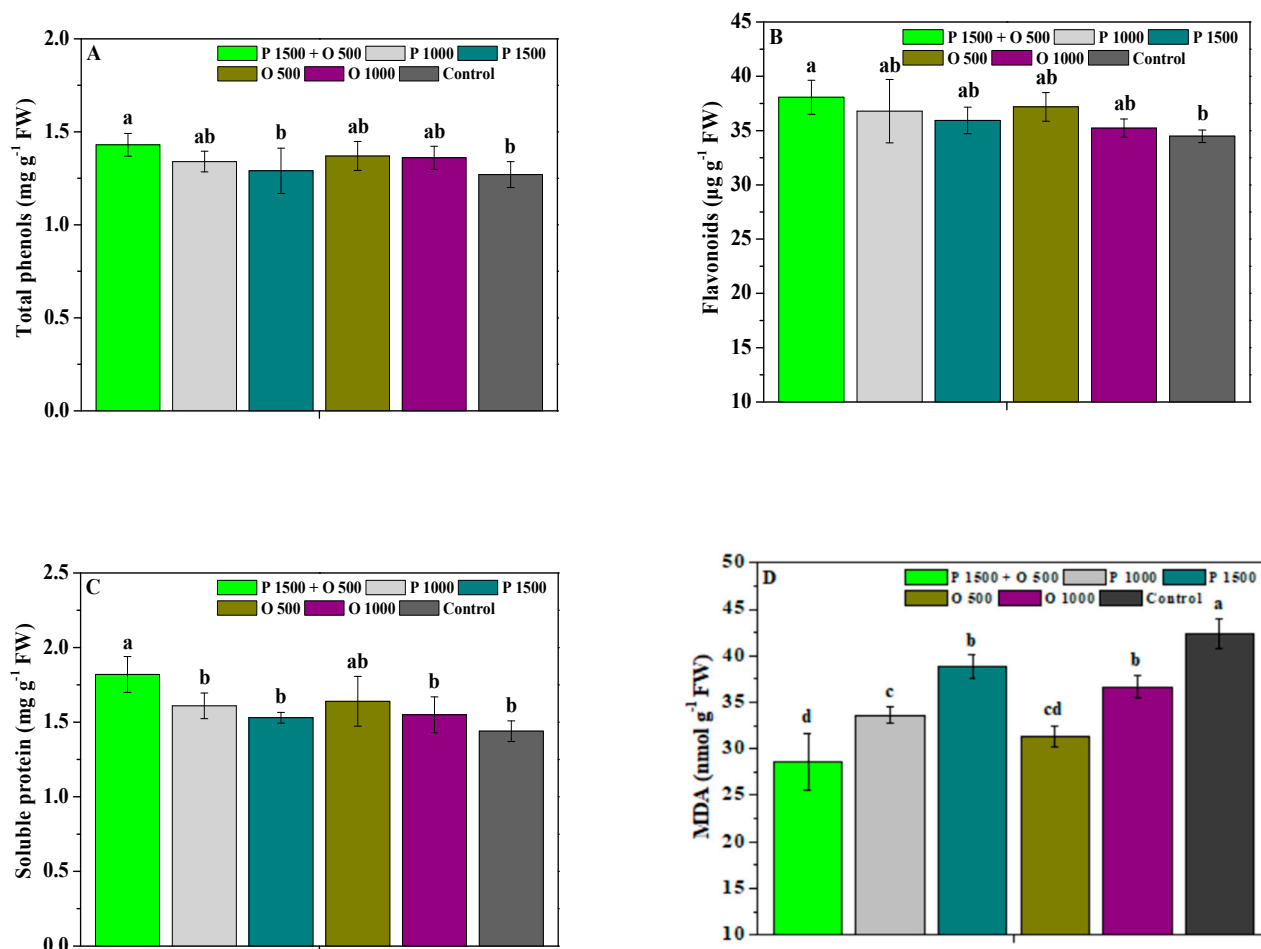 A
P 1500 + O 500 P 1000 P 1500
O 500 O 1000 Control
Total phenols (mg g⁻¹ FW)
2.0
1.5
1.0
0.5
0.0
a ab b ab ab b
B
P 1500 + O 500 P 1000 P 1500
O 500 O 1000 Control
Flavonoids (µg g⁻¹ FW)
45
40
35
30
25
20
15
10
a ab ab ab ab b
C
P 1500 + O 500 P 1000 P 1500
O 500 O 1000 Control
Soluble protein (mg g⁻¹ FW)
2.5
2.0
1.5
1.0
0.5
0.0
a b b ab b b
D
P 1500 + O 500 P 1000 P 1500
O 500 O 1000 Control
MDA (nmol g⁻¹ FW)
50
45
40
35
30
25
20
15
10
d c b cd b a